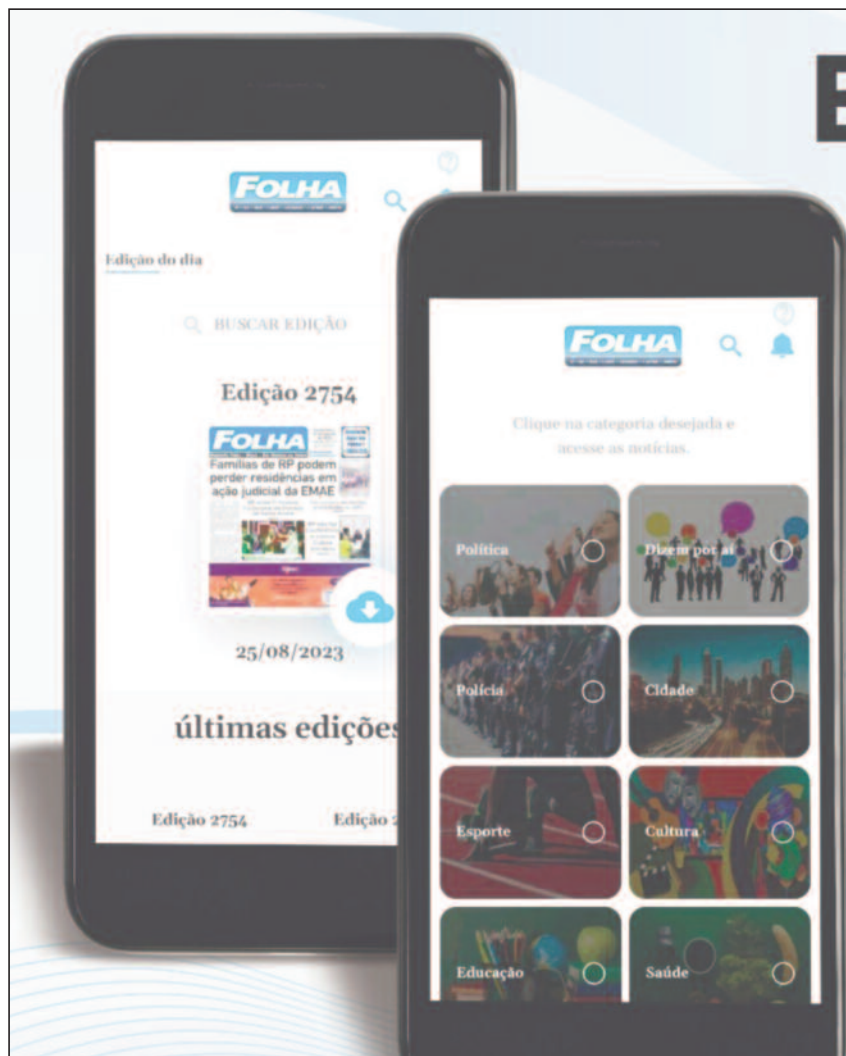 FOLHA
Edição do dia
BUSCAR EDIÇÃO
Edição 2754
FOLHA
Famílias de RP podem
perder residências em
ação judicial da EMAE
25/08/2023
últimas edições
Edição 2754
Edição
FOLHA
Clique na categoria desejada e
acesse as notícias.
Política
Dizem por aí
Polícia
Cidade
Esporte
Cultura
Educação
Saúde